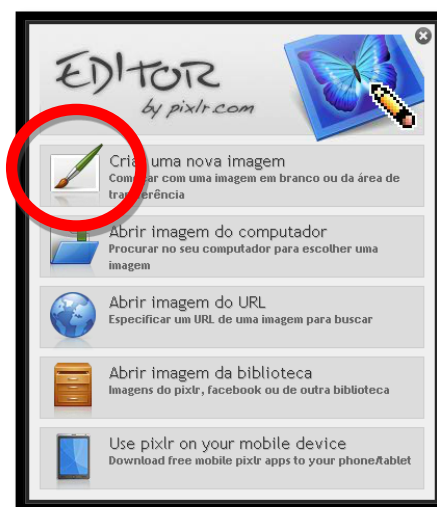 EDITOR
by pixlr.com
Criar uma nova imagem
Começar com uma imagem em branco ou da área de
transferência
Abrir imagem do computador
Procurar no seu computador para escolher uma
imagem
Abrir imagem do URL
Especificar um URL de uma imagem para buscar
Abrir imagem da biblioteca
Imagens do pixlr, facebook ou de outra biblioteca
Use pixlr on your mobile device
Download free mobile pixlr apps to your phone/tablet